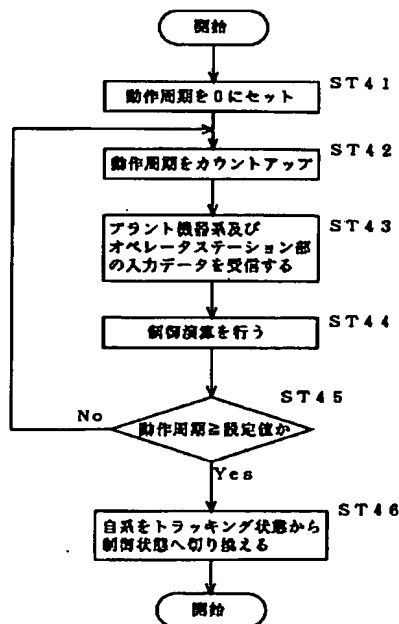 開始
ST41
動作周期を0にセット
ST42
動作周期をカウントアップ
ST43
プラント機器系及び
オペレータステーション部
の入力データを受信する
ST44
制御演算を行う
ST45
動作周期≧設定値か
No
Yes
ST46
自系をトラッキング状態から
制御状態へ切り換える
開始